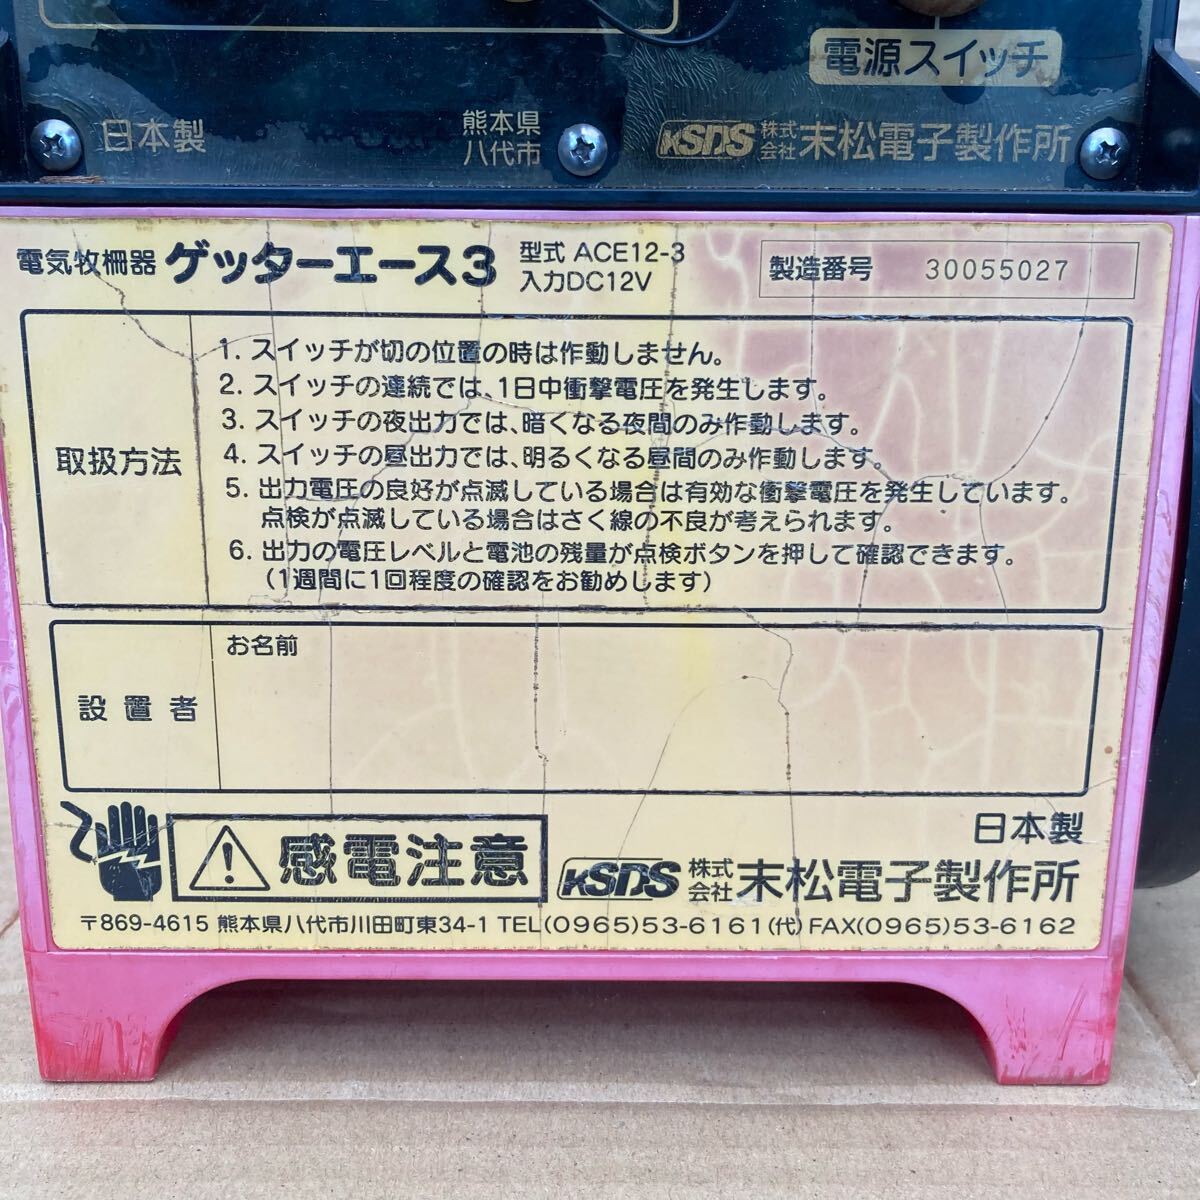 電源スイッチ
日本製
熊本県
八代市
KSDS 株式会社 末松電子製作所
電気牧柵器 ゲッターエース3
型式 ACE12-3
入力DC12V
製造番号 30055027
取扱方法
1. スイッチが切の位置の時は作動しません。
2. スイッチの連続では、1日中衝撃電圧を発生します。
3. スイッチの夜出力では、暗くなる夜間のみ作動します。
4. スイッチの昼出力では、明るくなる昼間のみ作動します。
5. 出力電圧の良好が点滅している場合は有効な衝撃電圧を発生しています。
点検が点滅している場合はさく線の不良が考えられます。
6. 出力の電圧レベルと電池の残量が点検ボタンを押して確認できます。
(1週間に1回程度の確認をお勧めします)
設置者
お名前
感電注意
日本製
KSDS 株式会社 末松電子製作所
〒869-4615 熊本県八代市川田町東34-1 TEL(0965)53-6161(代) FAX(0965)53-6162